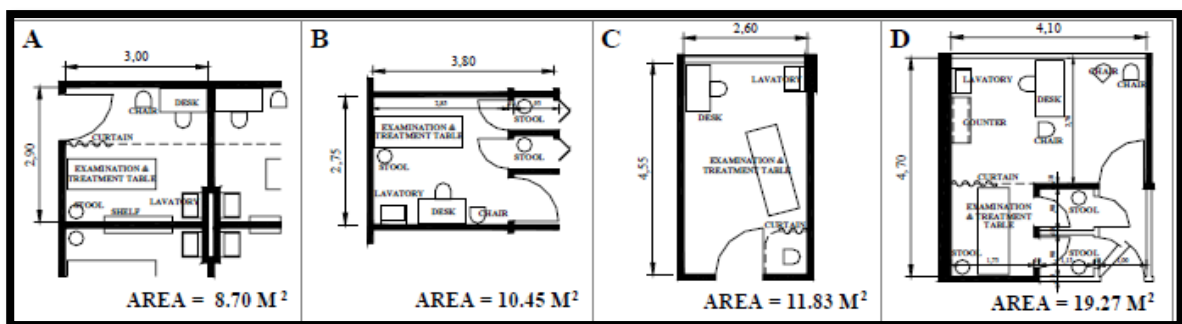 A
3,00
CHAIR
DESK
CURTAIN
2,90
EXAMINATION &
TREATMENT TABLE
STOOL
SHELF
LAVATORY
AREA = 8.70 M²
B
3,80
2,75
STOOL
EXAMINATION &
TREATMENT TABLE
STOOL
STOOL
LAVATORY
DESK
CHAIR
AREA = 10.45 M²
C
2,60
LAVATORY
DESK
4,55
EXAMINATION &
TREATMENT TABLE
CURTAIN
AREA = 11.83 M²
D
4,10
LAVATORY
DESK
CHAIR
CHAIR
COUNTER
CHAIR
4,70
CURTAIN
EXAMINATION
& TREATMENT
TABLE
STOOL
STOOL
STOOL
1,75
AREA = 19.27 M²